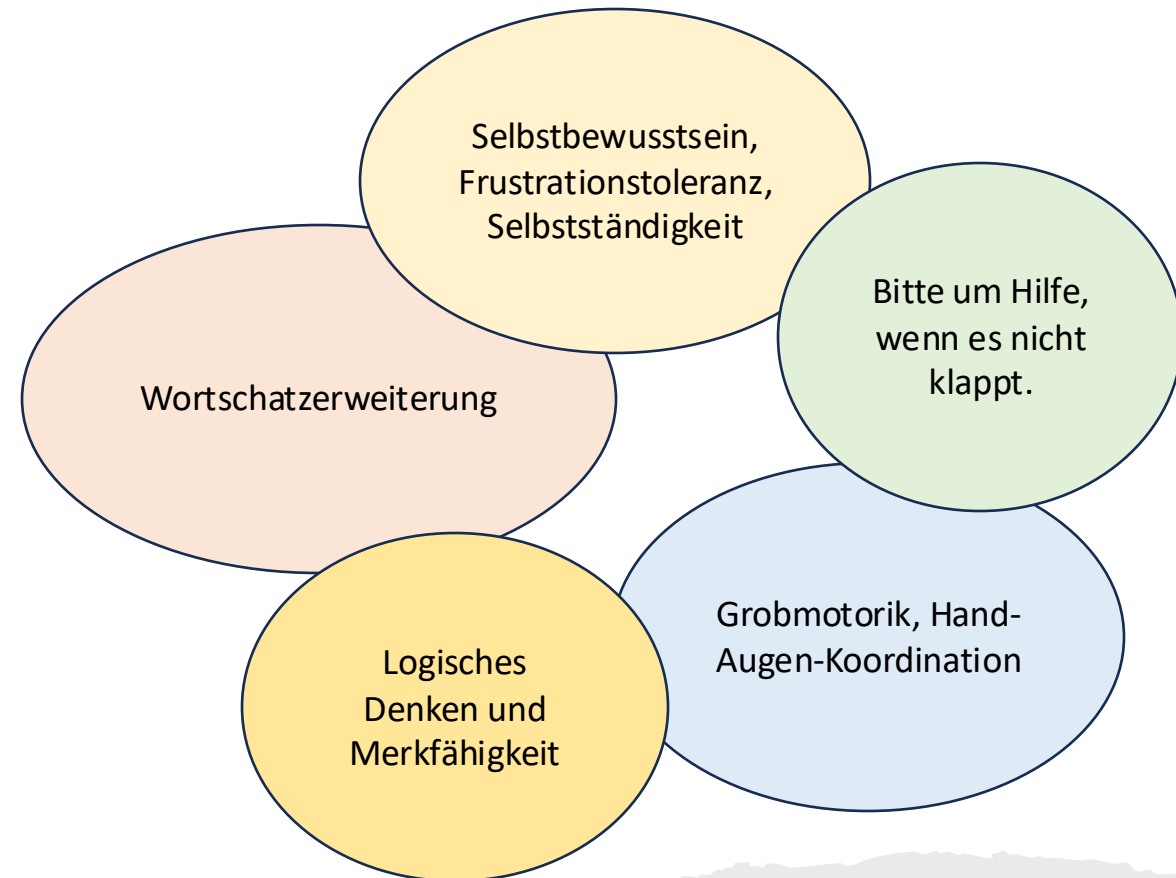 Selbstbewusstsein,
Frustrationstoleranz,
Selbstständigkeit
Bitte um Hilfe,
wenn es nicht
klappt.
Wortschatzerweiterung
Grobmotorik, Hand-
Augen-Koordination
Logisches
Denken und
Merkfähigkeit